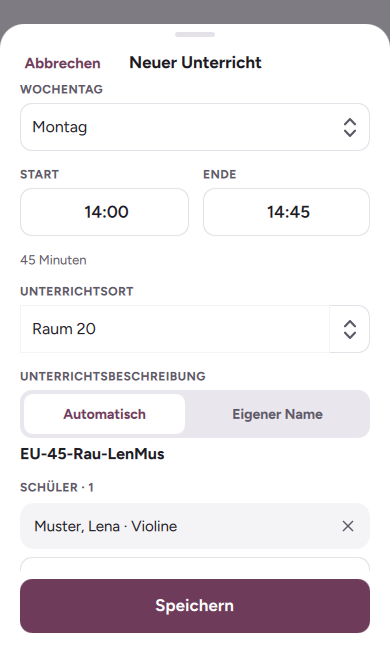 Abbrechen Neuer Unterricht
WOCHENTAG
Montag
START ENDE
14:00 14:45
45 Minuten
UNTERRICHTSORT
Raum 20
UNTERRICHTSBESCHREIBUNG
Automatisch Eigener Name
EU-45-Rau-LenMus
SCHÜLER · 1
Muster, Lena · Violine
Speichern